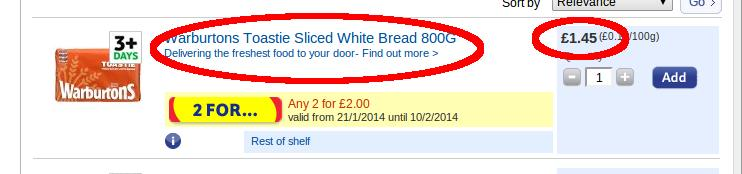 Sort by Relevance Go >
3+
DAYS
TOASTIE
Warburtons
Warburtons Toastie Sliced White Bread 800G
Delivering the freshest food to your door- Find out more >
£1.45 /100g)
- 1 + Add
2 FOR...
Any 2 for £2.00
valid from 21/1/2014 until 10/2/2014
i
Rest of shelf